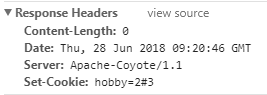 ▼ Response Headers view source
Content-Length: 0
Date: Thu, 28 Jun 2018 09:20:46 GMT
Server: Apache-Coyote/1.1
Set-Cookie: hobby=2#3